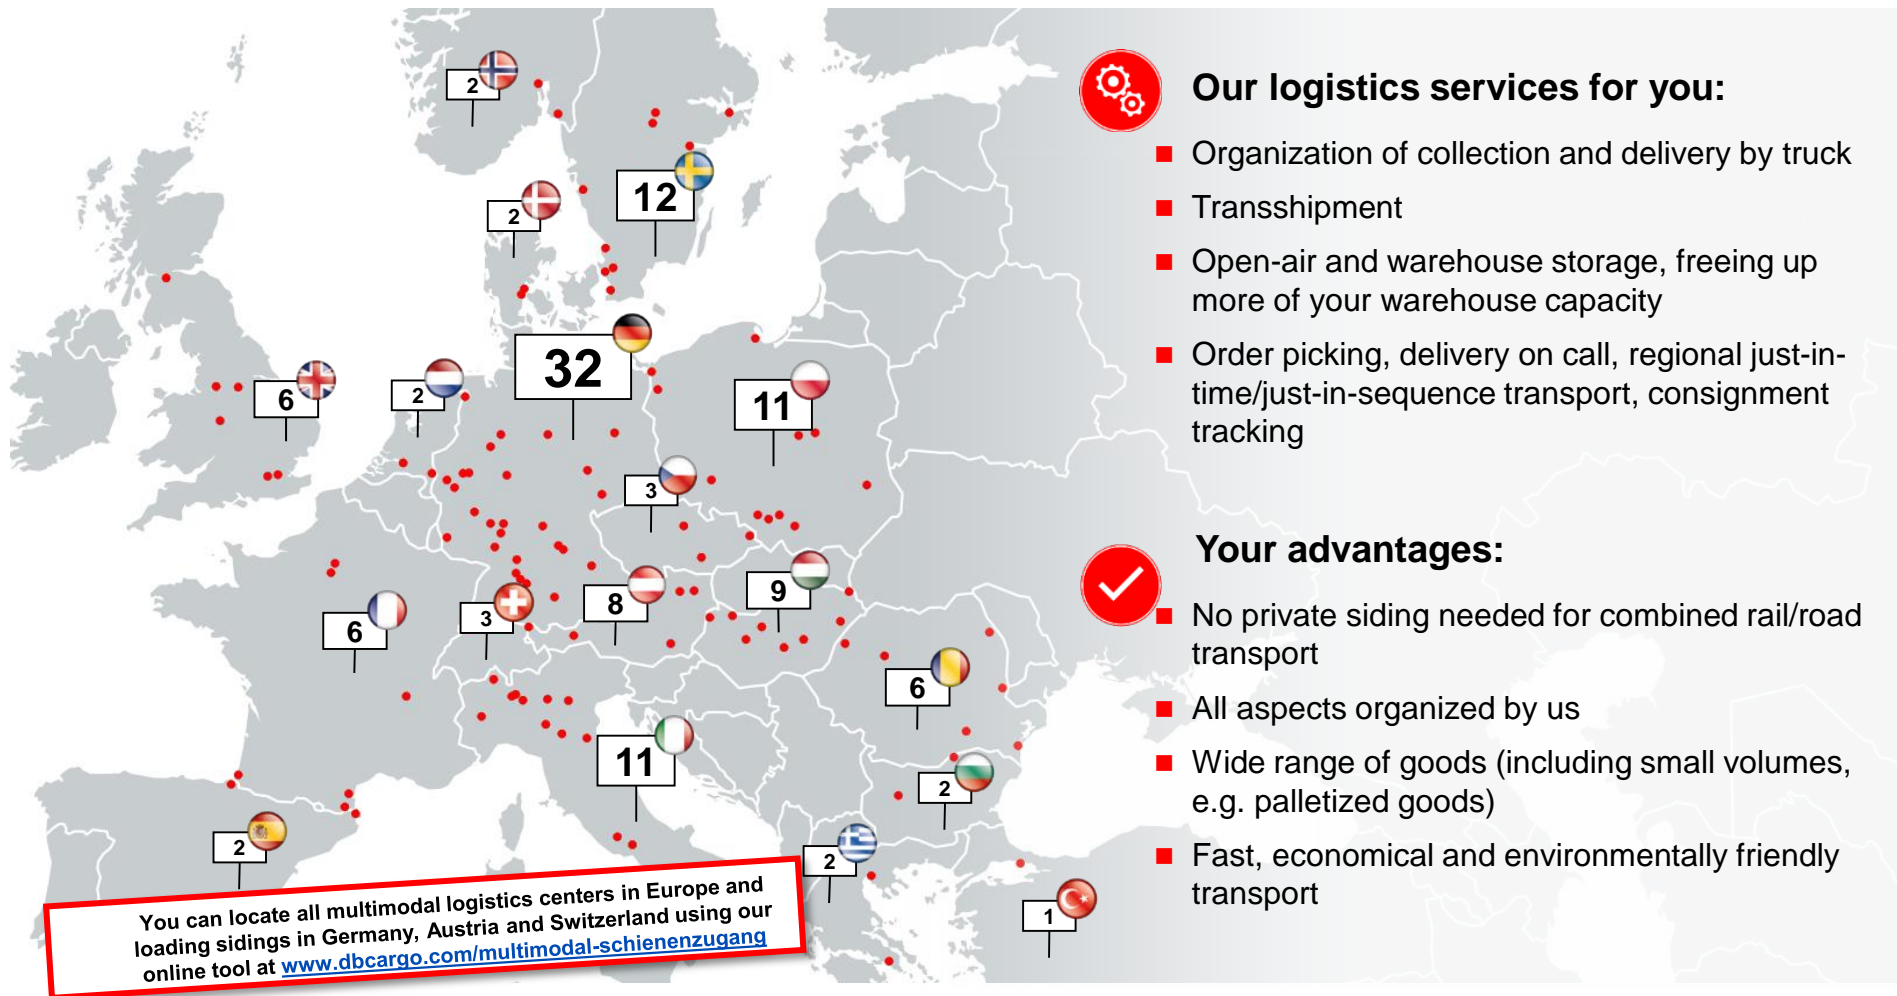 2
12
2
32
6
2
11
3
9
8
3
6
6
11
2
2
2
1
You can locate all multimodal logistics centers in Europe and
loading sidings in Germany, Austria and Switzerland using our
online tool at www.dbcargo.com/multimodal-schienenzugang
Our logistics services for you:
Organization of collection and delivery by truck
Transshipment
Open-air and warehouse storage, freeing up
more of your warehouse capacity
Order picking, delivery on call, regional just-in-
time/just-in-sequence transport, consignment
tracking
Your advantages:
No private siding needed for combined rail/road
transport
All aspects organized by us
Wide range of goods (including small volumes,
e.g. palletized goods)
Fast, economical and environmentally friendly
transport